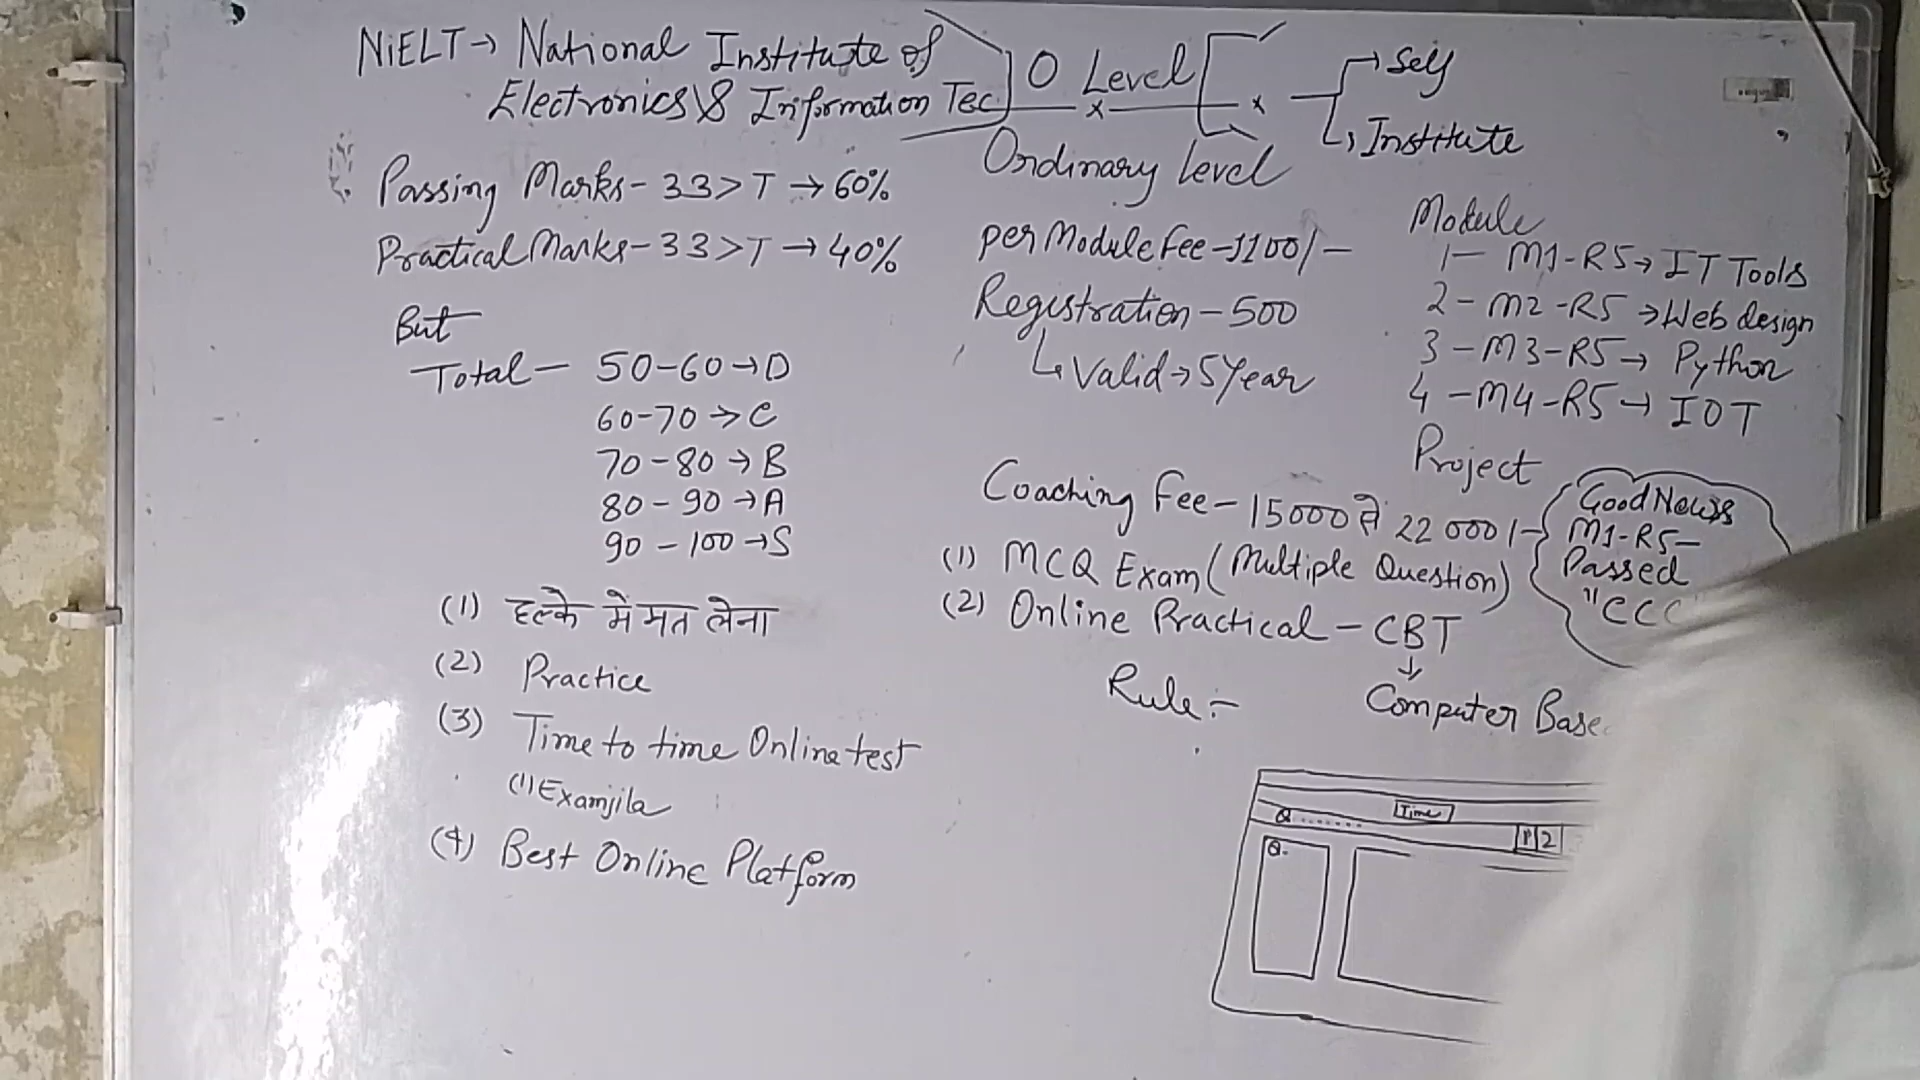 NiELT → National Institute of
Electronics & Information Tec.
O Level
Ordinary Level
→ Self
↳ Institute
Passing Marks - 33 > T → 60%
Practical Marks - 33 > T → 40%
But
Total - 50-60 → D
60-70 → C
70-80 → B
80-90 → A
90-100 → S
(1) हल्के मे मत लेना
(2) Practice
(3) Time to time Online test
(1) Examjila
(4) Best Online Platform
per Module Fee - 1100/-
Registration - 500
↳ Valid → 5 Year
Module
1 - M1-R5 → IT Tools
2 - M2-R5 → Web design
3 - M3-R5 → Python
4 - M4-R5 → IOT
Project
Coaching Fee - 15000 से 22000/-
(1) MCQ Exam (Multiple Question)
(2) Online Practical - CBT
↓
Computer Base
Rule :-
Good News
M1-R5-
Passed
"CCC
Time
Q.......
1 2
Q.